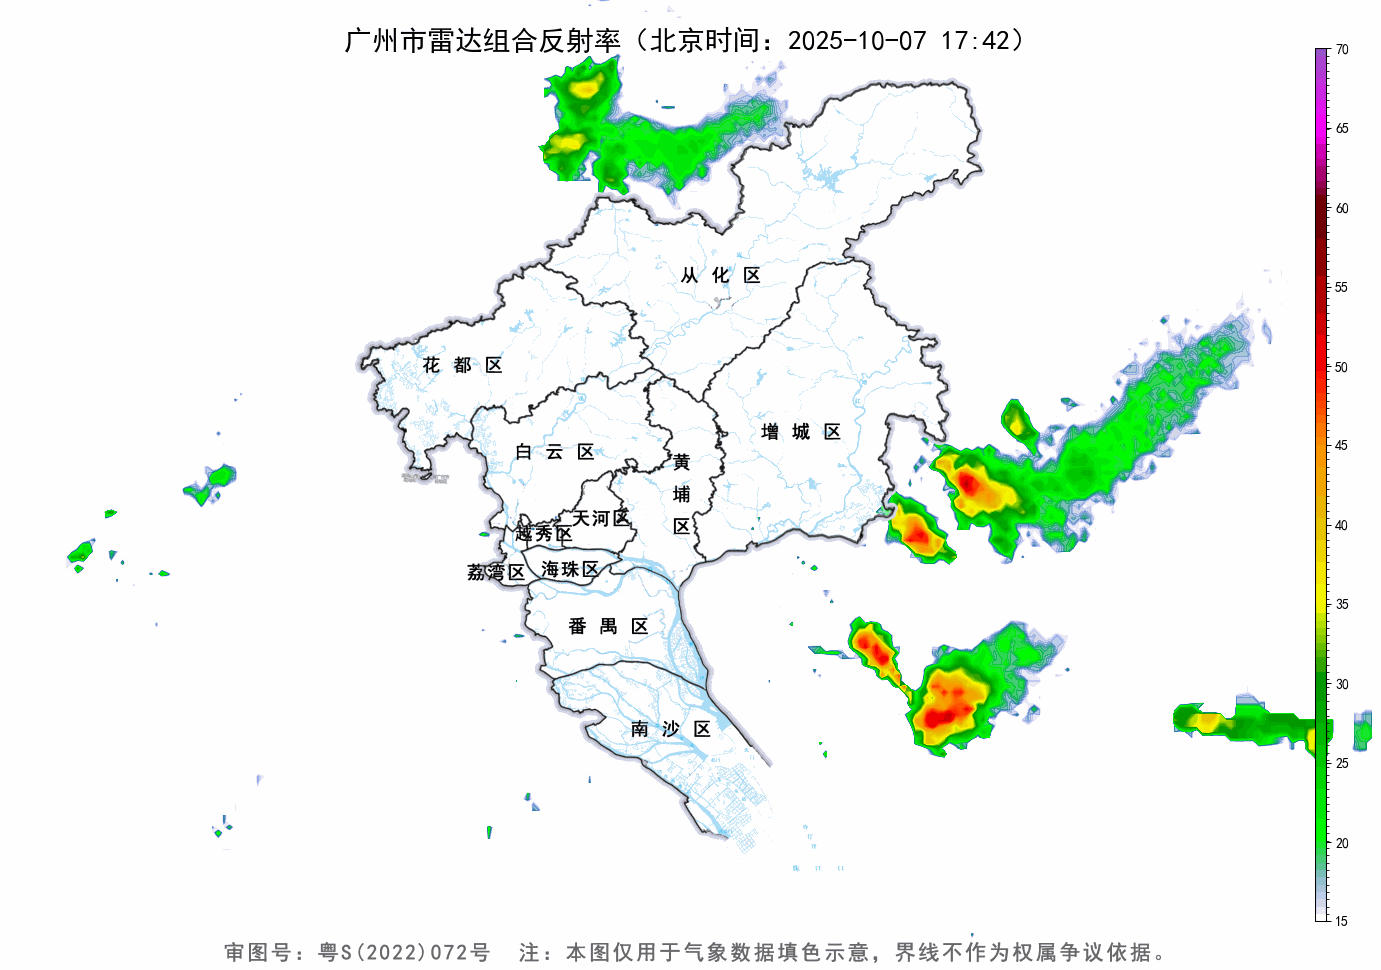 广州市雷达组合反射率（北京时间：2025-10-07 17:42）
70
65
60
55
50
45
40
35
30
25
20
15
从化区
花都区
增城区
白云区
黄埔区
天河区
越秀区
荔湾区
海珠区
番禺区
南沙区
审图号：粤S(2022)072号 注：本图仅用于气象数据填色示意，界线不作为权属争议依据。